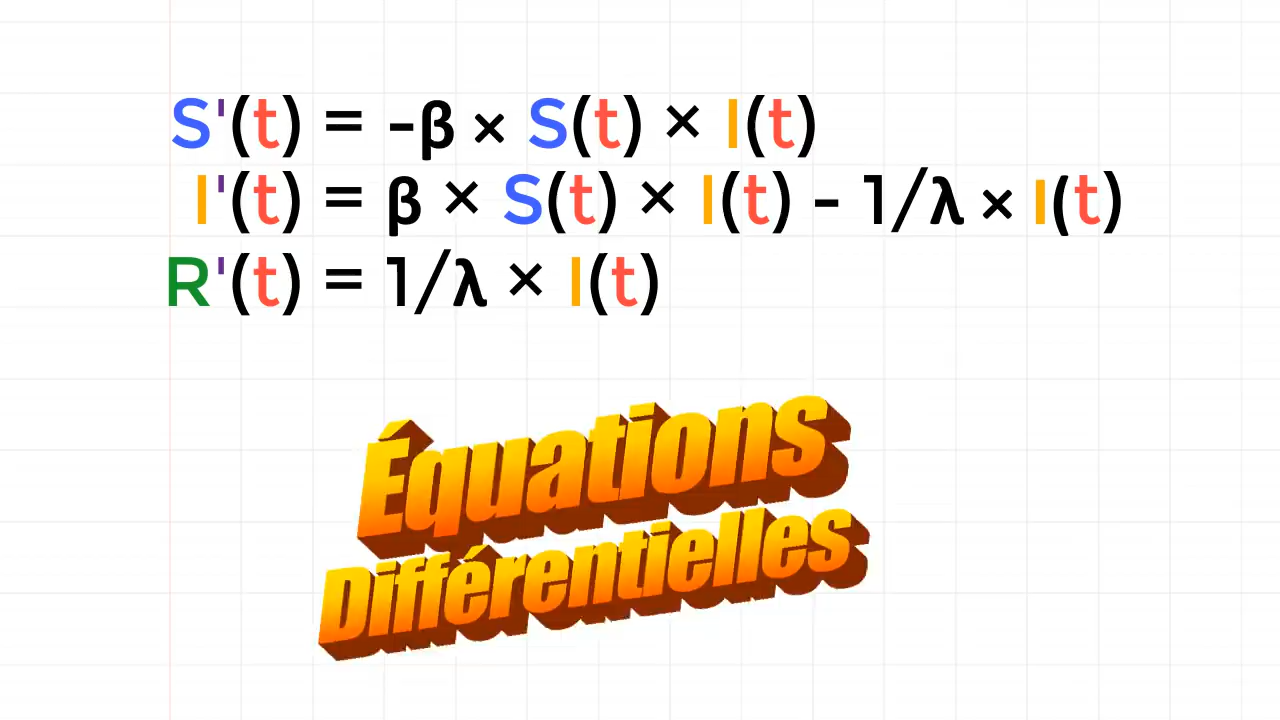 S'(t) = -β × S(t) × I(t)
I'(t) = β × S(t) × I(t) - 1/λ × I(t)
R'(t) = 1/λ × I(t)
Équations
Différentielles